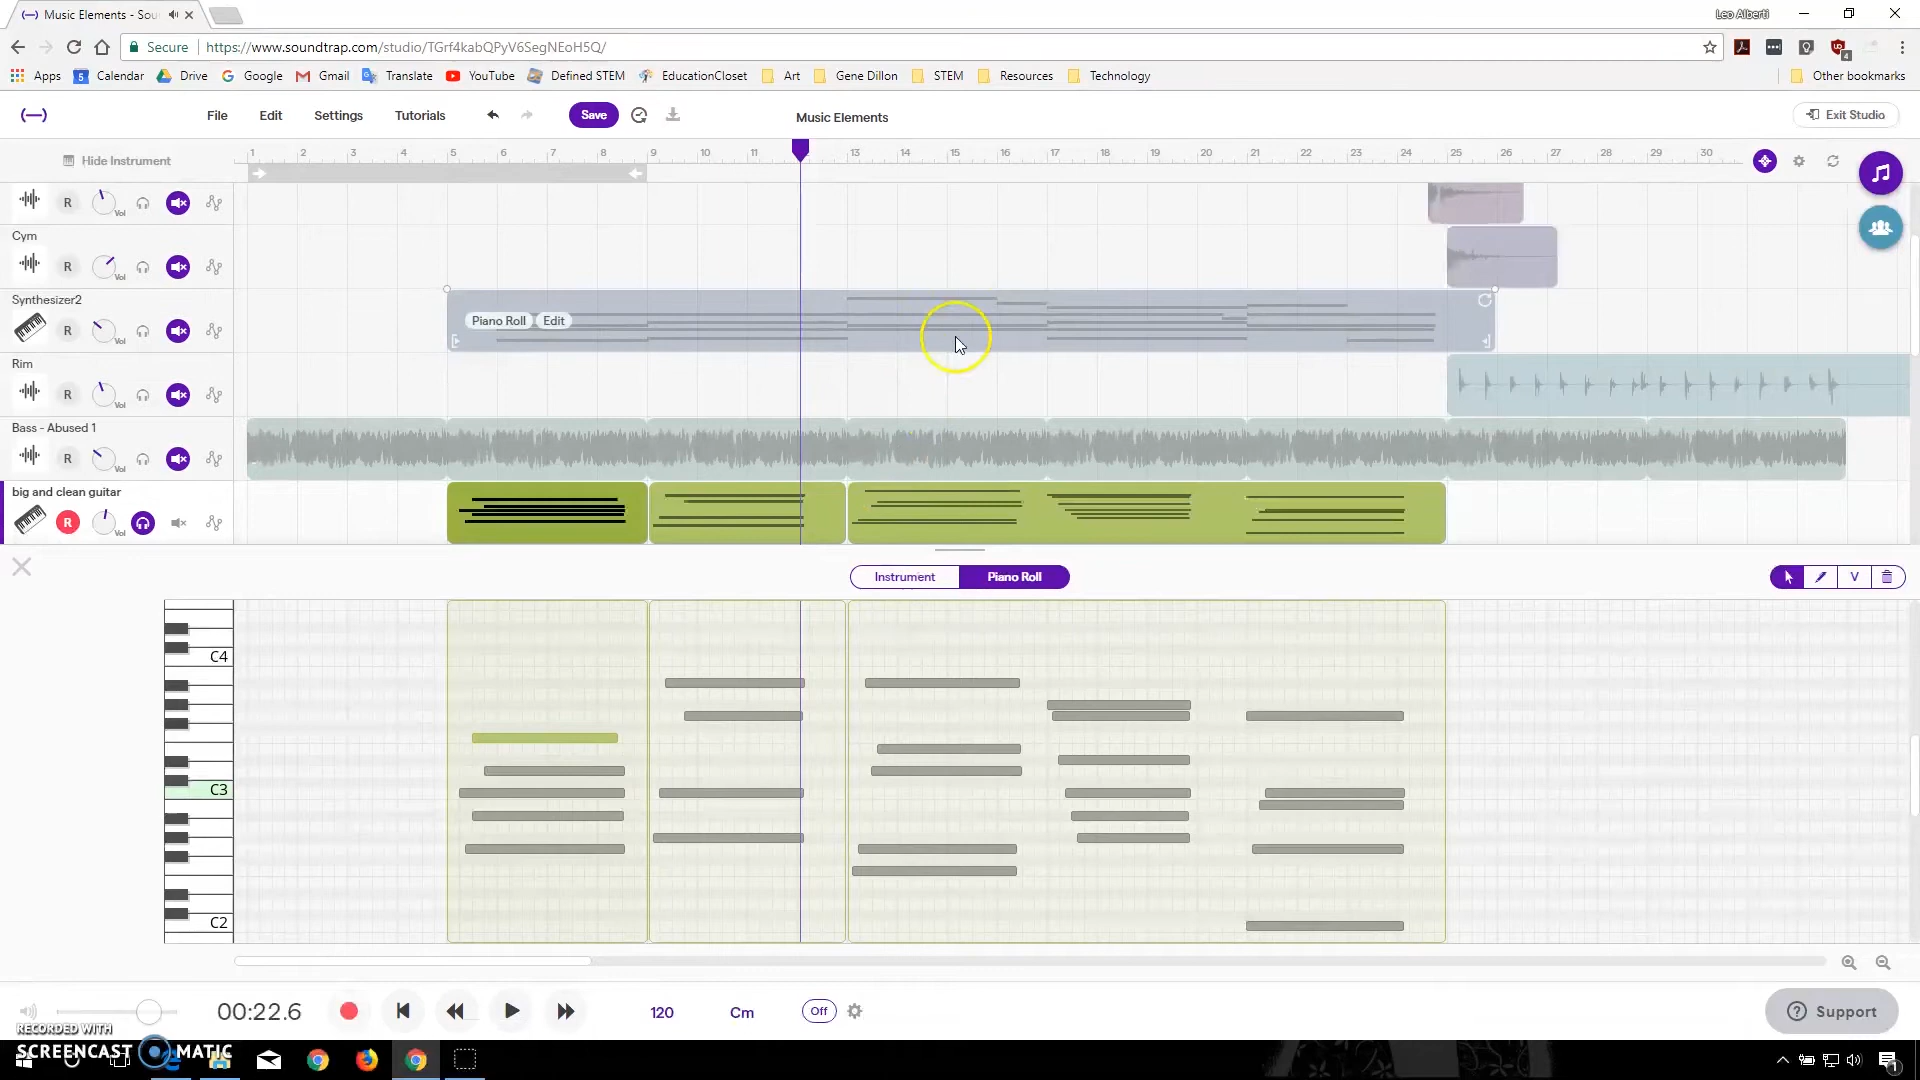 Music Elements - Sou
Leo Alberti
Secure
https://www.soundtrap.com/studio/TGrf4kabQPyV6SegNEoH5Q/
Apps Calendar Drive Google Gmail Translate YouTube Defined STEM EducationCloset Art Gene Dillon STEM Resources Technology Other bookmarks
File Edit Settings Tutorials Save Music Elements Exit Studio
Hide Instrument
1 2 3 4 5 6 7 8 9 10 11 13 14 15 16 17 18 19 20 21 22 23 24 25 26 27 28 29 30
R Vol
Cym
R Vol
Synthesizer2
R Vol
Piano Roll Edit
Rim
R Vol
Bass - Abused 1
R Vol
big and clean guitar
R Vol
Instrument Piano Roll V
C4
C3
C2
00:22.6 120 Cm Off Support
RECORDED WITH
SCREENCAST MATIC